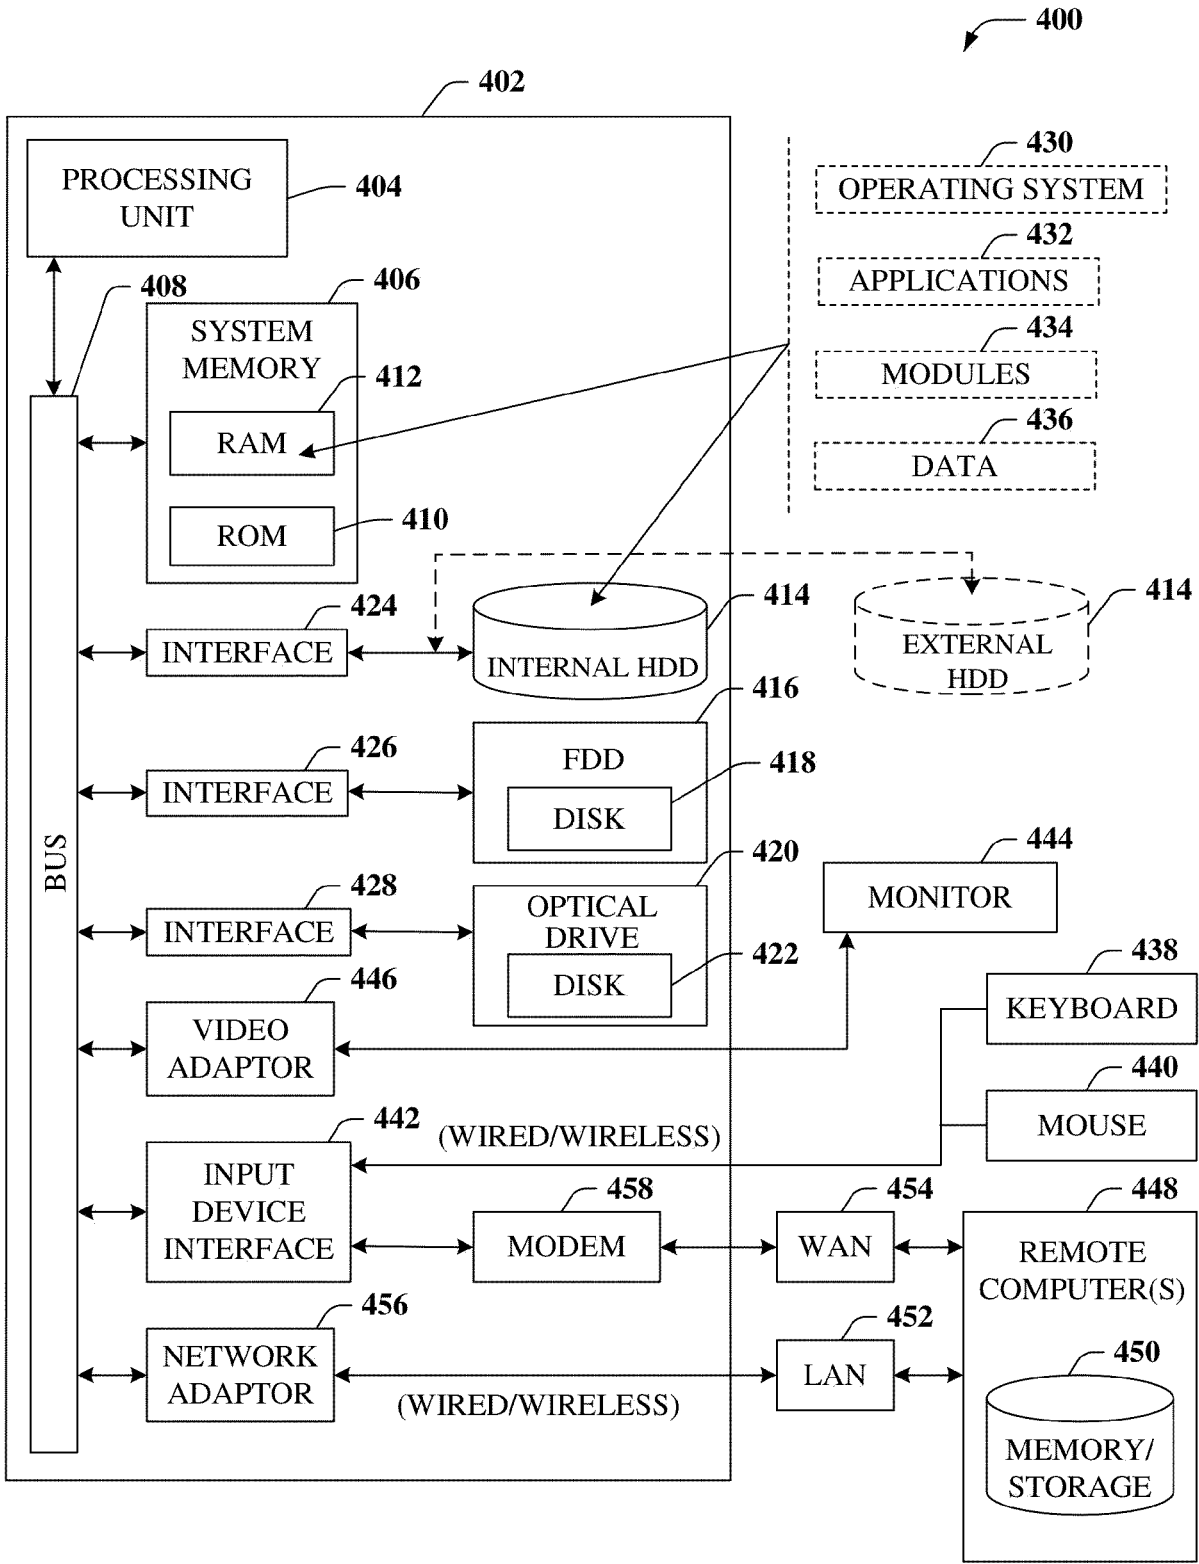 400
402
PROCESSING
UNIT
404
430
OPERATING SYSTEM
432
APPLICATIONS
434
MODULES
436
DATA
408
406
SYSTEM
MEMORY
412
RAM
410
ROM
BUS
424
INTERFACE
414
INTERNAL HDD
414
EXTERNAL
HDD
426
INTERFACE
416
FDD
418
DISK
428
INTERFACE
420
OPTICAL
DRIVE
422
DISK
444
MONITOR
446
VIDEO
ADAPTOR
438
KEYBOARD
440
MOUSE
442
INPUT
DEVICE
INTERFACE
(WIRED/WIRELESS)
458
MODEM
454
WAN
448
REMOTE
COMPUTER(S)
456
NETWORK
ADAPTOR
(WIRED/WIRELESS)
452
LAN
450
MEMORY/
STORAGE